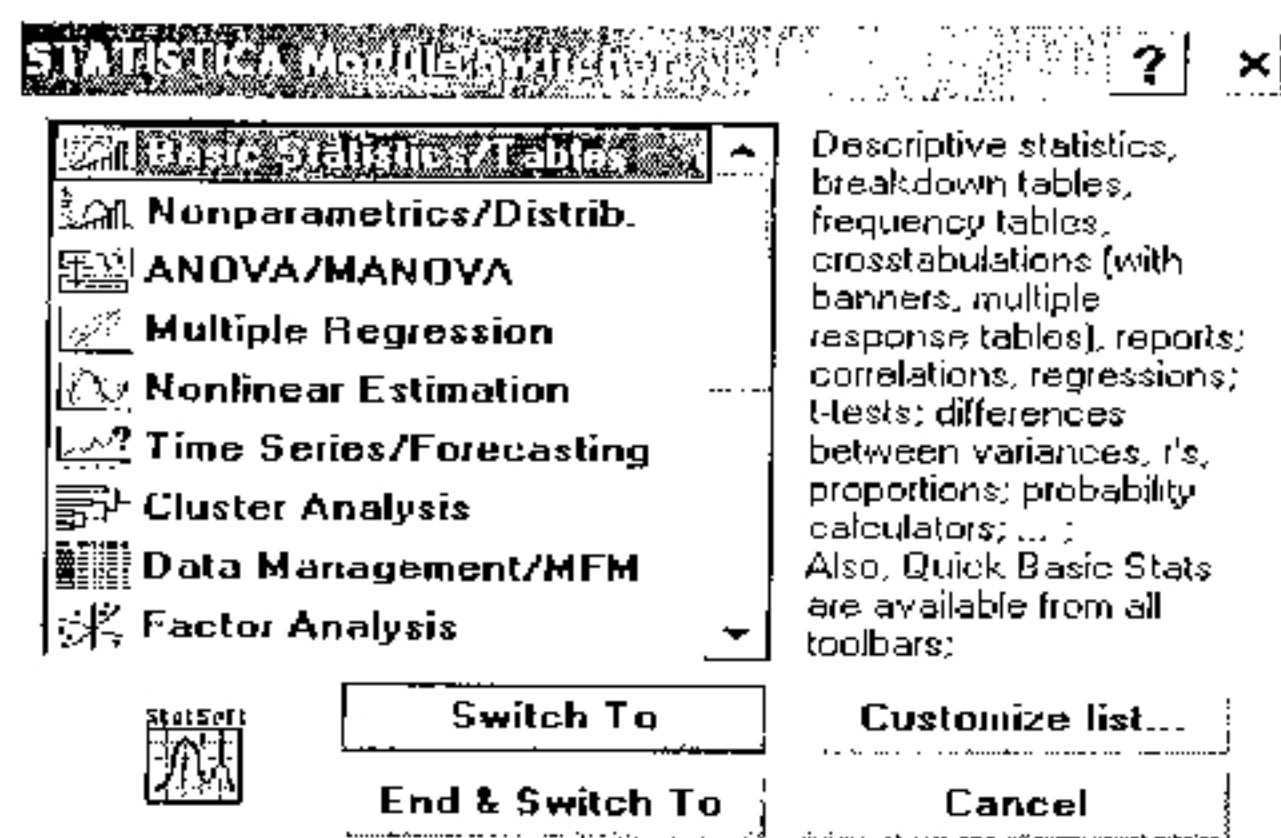 STATISTICA Module Switcher
?
×
Basic Statistics/Tables
Nonparametrics/Distrib.
ANOVA/MANOVA
Multiple Regression
Nonlinear Estimation
Time Series/Forecasting
Cluster Analysis
Data Management/MFM
Factor Analysis
Descriptive statistics,
breakdown tables,
frequency tables,
crosstabulations (with
banners, multiple
response tables), reports;
correlations, regressions;
t-tests; differences
between variances, r's,
proportions; probability
calculators; ... ;
Also, Quick Basic Stats
are available from all
toolbars;
StatSoft
Switch To
Customize list...
End & Switch To
Cancel